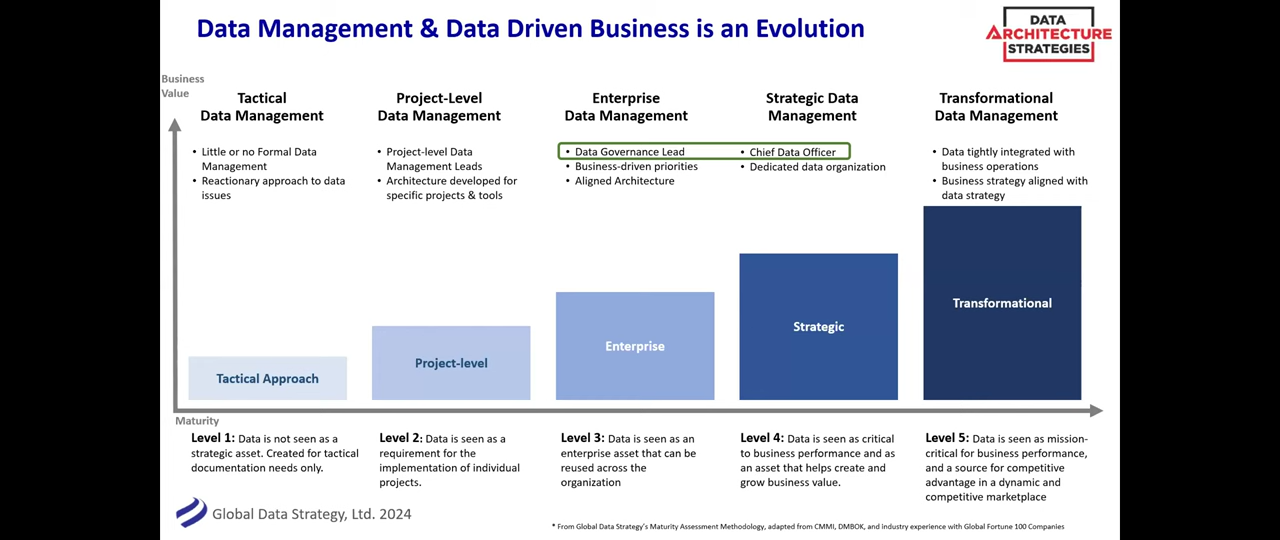 Data Management & Data Driven Business is an Evolution
DATA
ARCHITECTURE
STRATEGIES
Business
Value
Tactical
Data Management
• Little or no Formal Data
Management
• Reactionary approach to data
issues
Project-Level
Data Management
• Project-level Data
Management Leads
• Architecture developed for
specific projects & tools
Enterprise
Data Management
• Data Governance Lead
• Business-driven priorities
• Aligned Architecture
Strategic Data
Management
• Chief Data Officer
• Dedicated data organization
Transformational
Data Management
• Data tightly integrated with
business operations
• Business strategy aligned with
data strategy
Tactical Approach
Project-level
Enterprise
Strategic
Transformational
Maturity
Level 1: Data is not seen as a
strategic asset. Created for tactical
documentation needs only.
Level 2: Data is seen as a
requirement for the
implementation of individual
projects.
Level 3: Data is seen as an
enterprise asset that can be
reused across the
organization
Level 4: Data is seen as critical
to business performance and as
an asset that helps create and
grow business value.
Level 5: Data is seen as mission-
critical for business performance,
and a source for competitive
advantage in a dynamic and
competitive marketplace
Global Data Strategy, Ltd. 2024
* From Global Data Strategy's Maturity Assessment Methodology, adapted from CMMI, DMBOK, and industry experience with Global Fortune 100 Companies